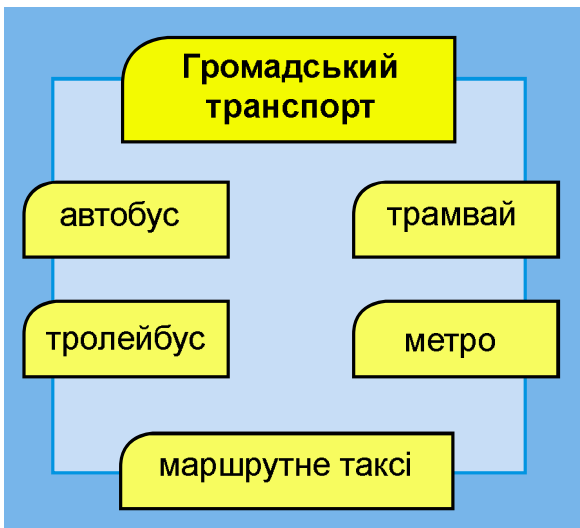 Громадський
транспорт
автобус
трамвай
тролейбус
метро
маршрутне таксі